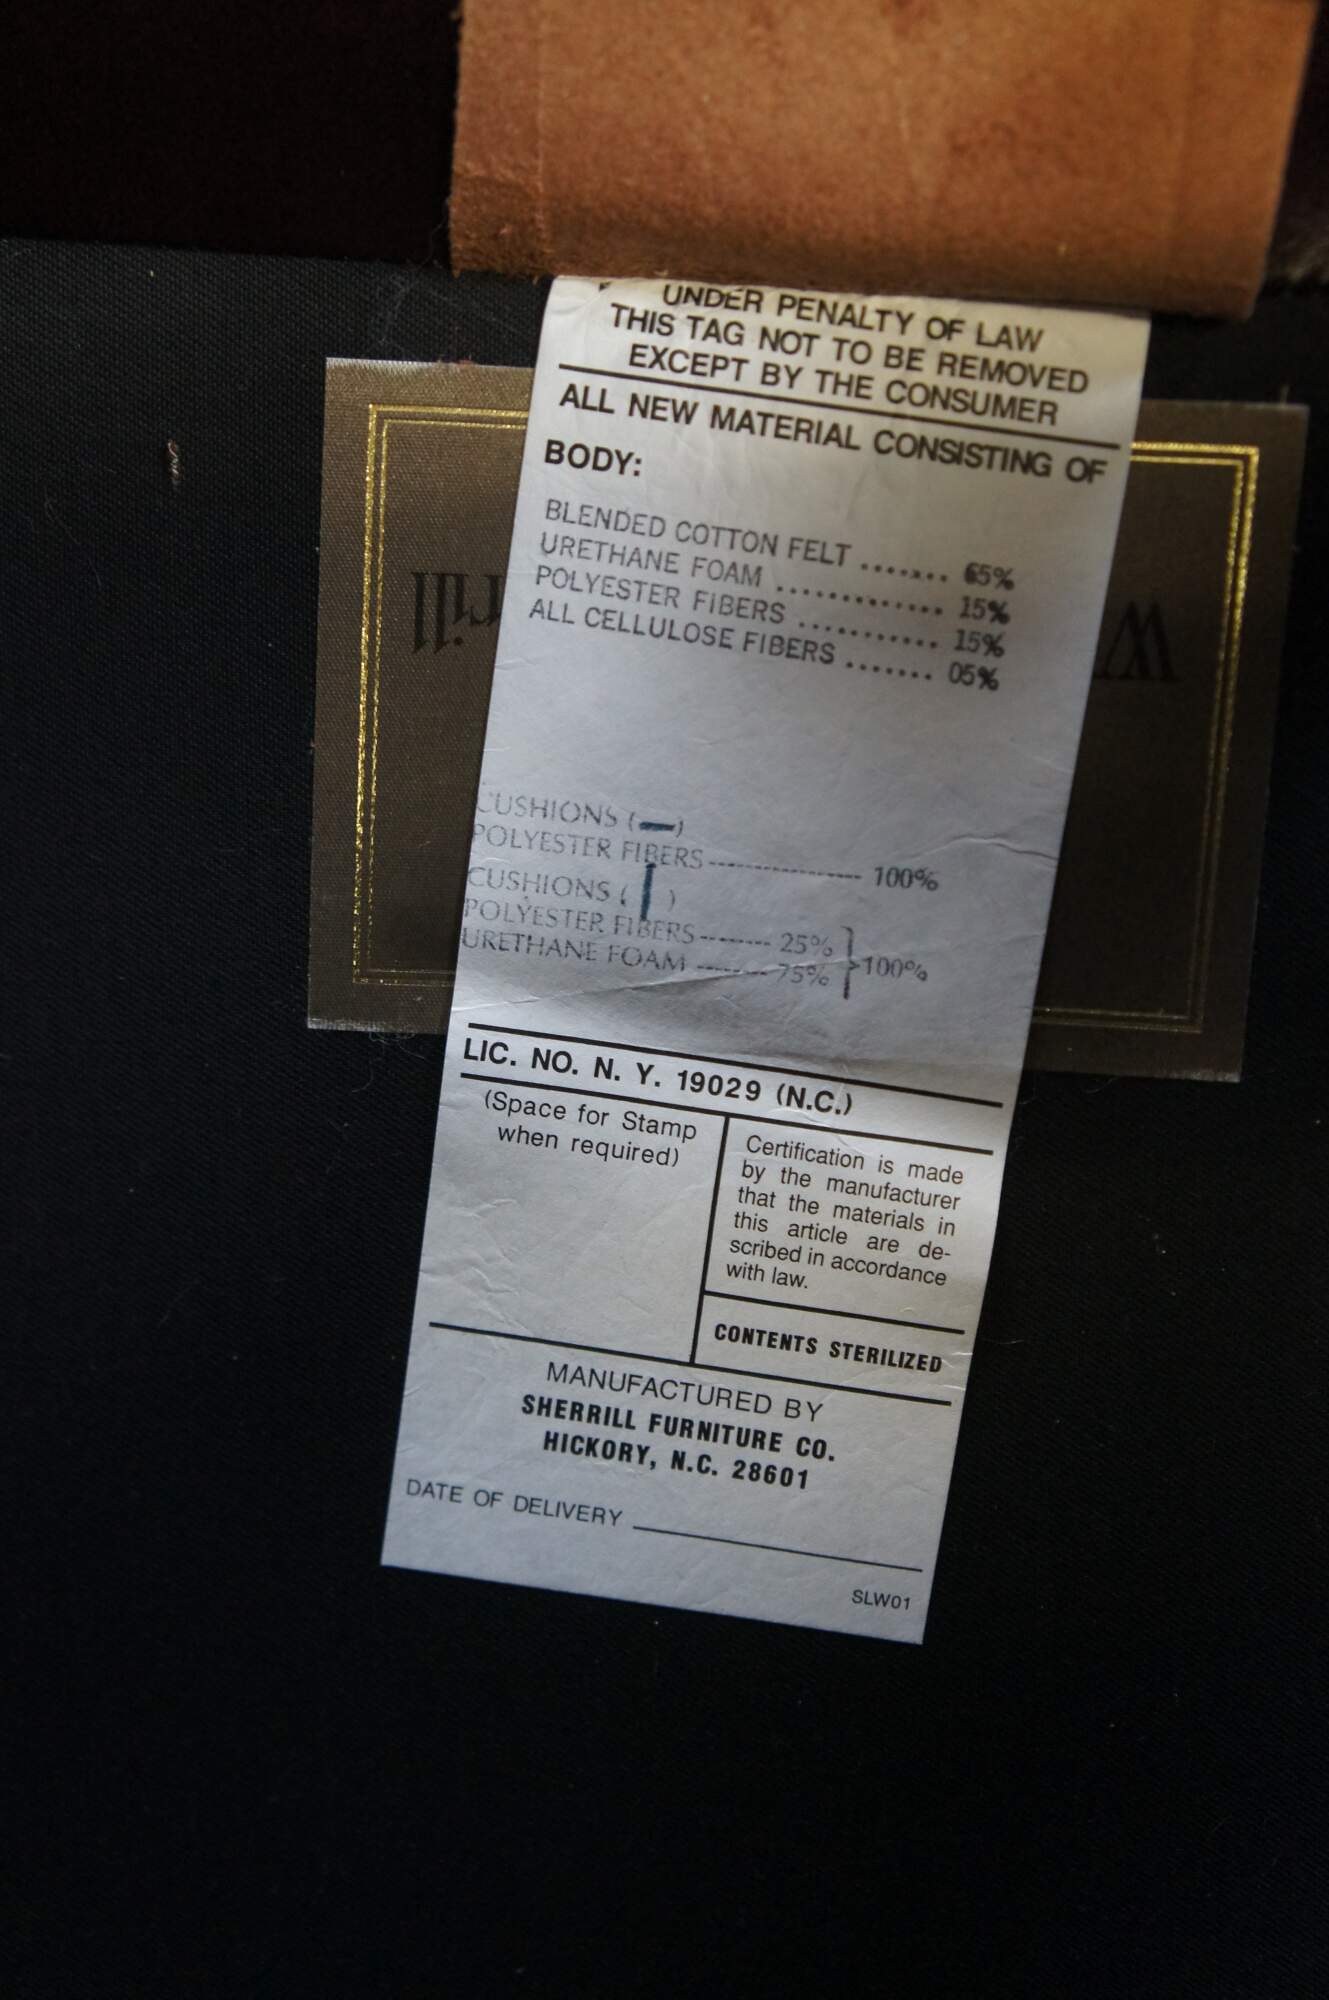 UNDER PENALTY OF LAW
THIS TAG NOT TO BE REMOVED
EXCEPT BY THE CONSUMER
ALL NEW MATERIAL CONSISTING OF
BODY:
BLENDED COTTON FELT ........ 65%
URETHANE FOAM ............. 15%
POLYESTER FIBERS ........... 15%
ALL CELLULOSE FIBERS ....... 05%
CUSHIONS (—)
POLYESTER FIBERS ---------------- 100%
CUSHIONS ( | )
POLYESTER FIBERS -------- 25%
URETHANE FOAM -------- 75% } 100%
LIC. NO. N. Y. 19029 (N.C.)
(Space for Stamp
when required)
Certification is made
by the manufacturer
that the materials in
this article are de-
scribed in accordance
with law.
CONTENTS STERILIZED
MANUFACTURED BY
SHERRILL FURNITURE CO.
HICKORY, N.C. 28601
DATE OF DELIVERY
SLW01